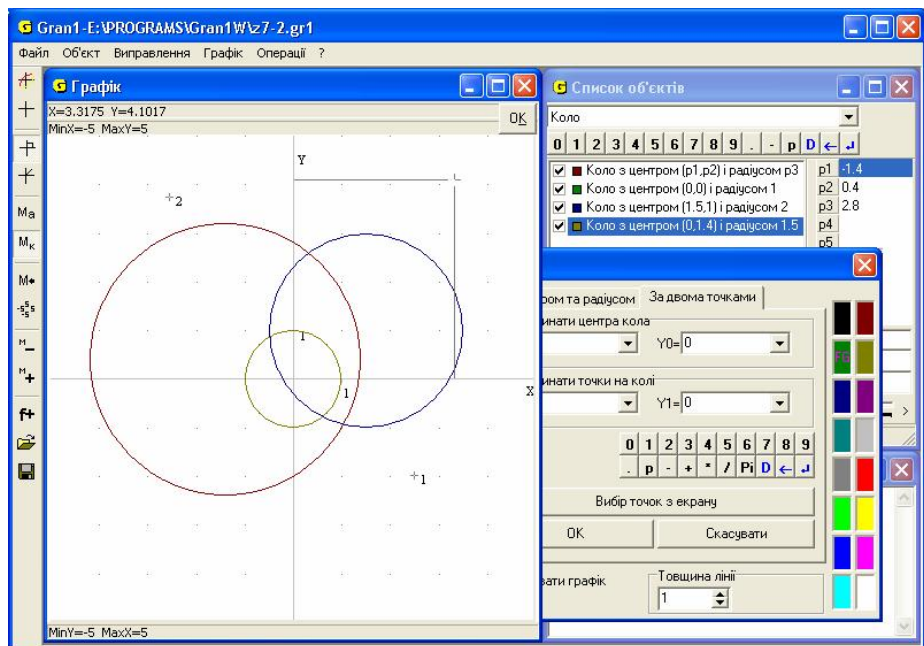 Gran1-E:\PROGRAMS\Gran1W\z7-2.gr1
Файл Об'єкт Виправлення Графік Операції ?
Графік
X=3.3175 Y=4.1017
OK
MinX=-5 MaxY=5
Y
2
1
1
X
1
MinY=-5 MaxX=5
Mа
Mк
M
M
f+
Список об'єктів
Коло
0 1 2 3 4 5 6 7 8 9 . - p D ← ↲
Коло з центром (p1,p2) і радіусом p3
Коло з центром (0,0) і радіусом 1
Коло з центром (1.5,1) і радіусом 2
Коло з центром (0,1.4) і радіусом 1.5
p1 -1.4
p2 0.4
p3 2.8
p4
p5
ром та радіусом За двома точками
инати центра кола
Y0= 0
инати точки на колі
Y1= 0
0 1 2 3 4 5 6 7 8 9
. p - + * / Pi D ← ↲
Вибір точок з екрану
OK Скасувати
вати графік Товщина лінії
1